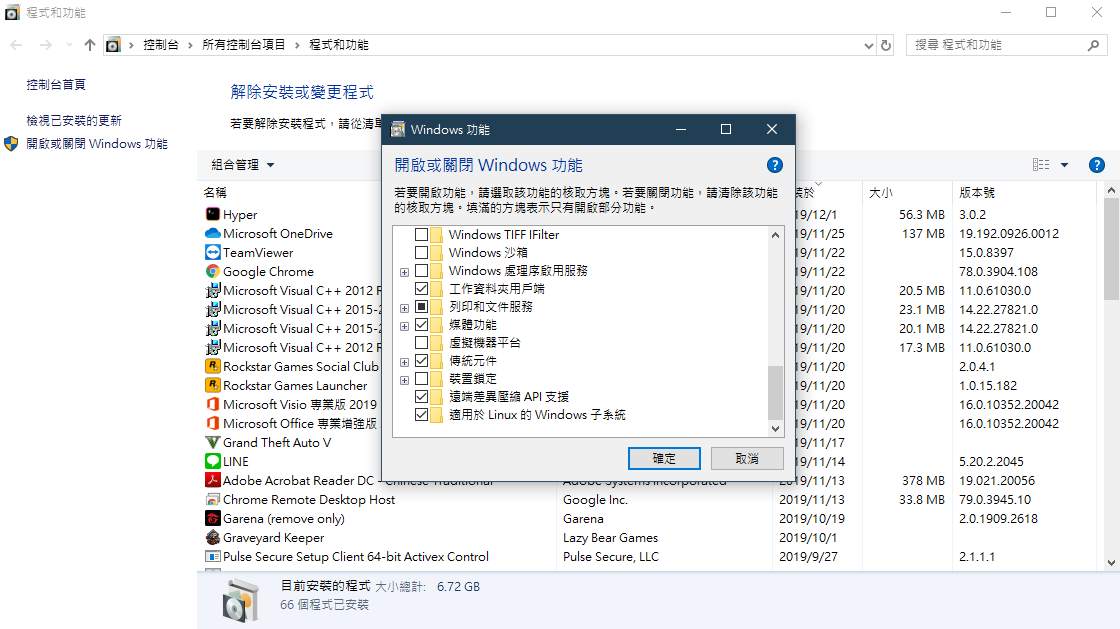 程式和功能
控制台 › 所有控制台項目 › 程式和功能
搜尋 程式和功能
控制台首頁
檢視已安裝的更新
開啟或關閉 Windows 功能
解除安裝或變更程式
若要解除安裝程式，請從清單
組合管理
名稱
裝於
大小
版本號
Hyper
19/12/1
56.3 MB
3.0.2
Microsoft OneDrive
19/11/25
137 MB
19.192.0926.0012
TeamViewer
19/11/22
15.0.8397
Google Chrome
19/11/22
78.0.3904.108
Microsoft Visual C++ 2012 R
19/11/20
20.5 MB
11.0.61030.0
Microsoft Visual C++ 2015-2
19/11/20
23.1 MB
14.22.27821.0
Microsoft Visual C++ 2015-2
19/11/20
20.1 MB
14.22.27821.0
Microsoft Visual C++ 2012 R
19/11/20
17.3 MB
11.0.61030.0
Rockstar Games Social Club
19/11/20
2.0.4.1
Rockstar Games Launcher
19/11/20
1.0.15.182
Microsoft Visio 專業版 2019
19/11/20
16.0.10352.20042
Microsoft Office 專業增強版
19/11/20
16.0.10352.20042
Grand Theft Auto V
19/11/17
LINE
19/11/14
5.20.2.2045
Adobe Acrobat Reader DC - Chinese Traditional
Adobe Systems Incorporated
2019/11/13
378 MB
19.021.20056
Chrome Remote Desktop Host
Google Inc.
2019/11/13
33.8 MB
79.0.3945.10
Garena (remove only)
Garena
2019/10/19
2.0.1909.2618
Graveyard Keeper
Lazy Bear Games
2019/10/1
Pulse Secure Setup Client 64-bit Activex Control
Pulse Secure, LLC
2019/9/27
2.1.1.1
目前安裝的程式 大小總計: 6.72 GB
66 個程式已安裝
Windows 功能
開啟或關閉 Windows 功能
若要開啟功能，請選取該功能的核取方塊。若要關閉功能，請清除該功能
的核取方塊。填滿的方塊表示只有開啟部分功能。
Windows TIFF IFilter
Windows 沙箱
Windows 處理序啟用服務
工作資料夾用戶端
列印和文件服務
媒體功能
虛擬機器平台
傳統元件
裝置鎖定
遠端差異壓縮 API 支援
適用於 Linux 的 Windows 子系統
確定
取消